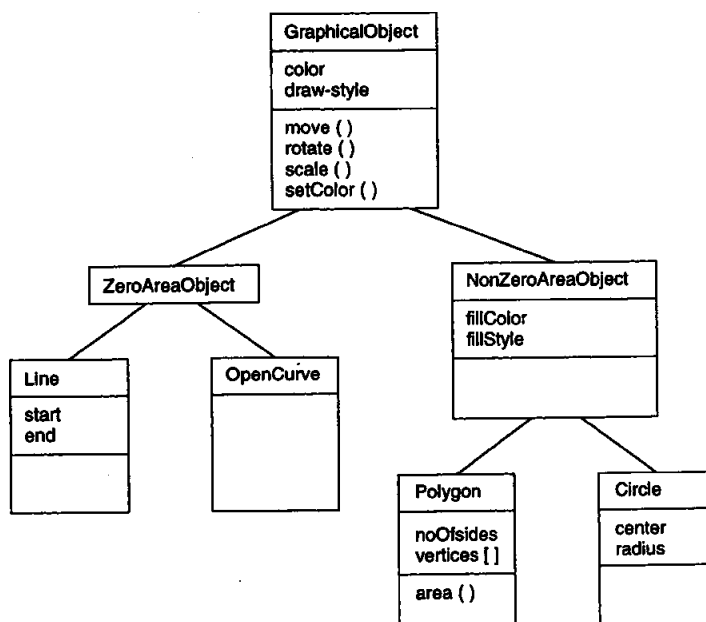 GraphicalObject
color
draw-style
move ( )
rotate ( )
scale ( )
setColor ( )
ZeroAreaObject
NonZeroAreaObject
fillColor
fillStyle
Line
start
end
OpenCurve
Polygon
noOfsides
vertices [ ]
area ( )
Circle
center
radius